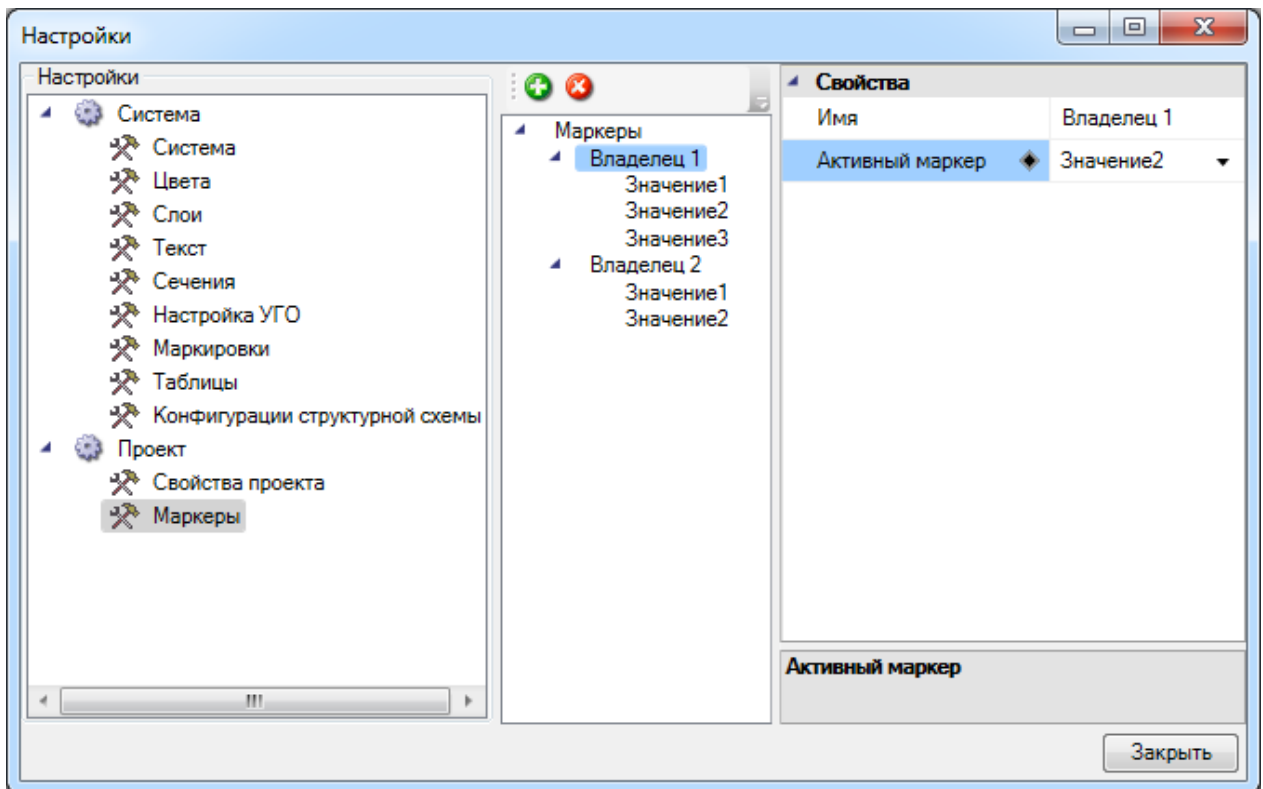 Настройки
Настройки
Система
Система
Цвета
Слои
Текст
Сечения
Настройка УГО
Маркировки
Таблицы
Конфигурации структурной схемы
Проект
Свойства проекта
Маркеры
Маркеры
Владелец 1
Значение1
Значение2
Значение3
Владелец 2
Значение1
Значение2
Свойства
Имя Владелец 1
Активный маркер Значение2
Активный маркер
Закрыть